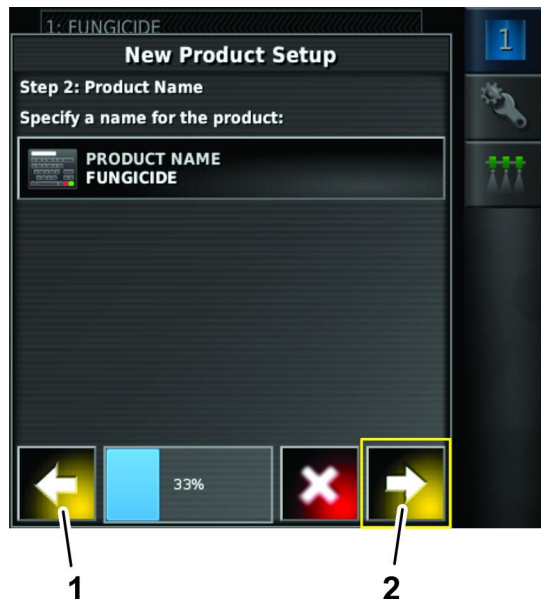 1: FUNGICIDE
1
New Product Setup
Step 2: Product Name
Specify a name for the product:
PRODUCT NAME
FUNGICIDE
33%
1
2